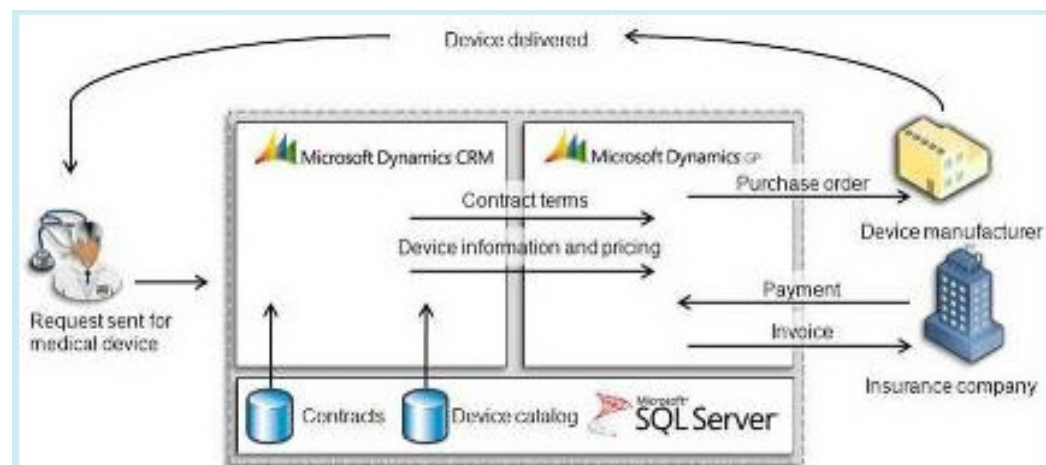 Device delivered
Microsoft Dynamics CRM
Microsoft Dynamics GP
Purchase order
Contract terms
Device manufacturer
Device information and pricing
Payment
Request sent for
medical device
Invoice
Insurance company
Contracts
Device catalog
Microsoft
SQL Server